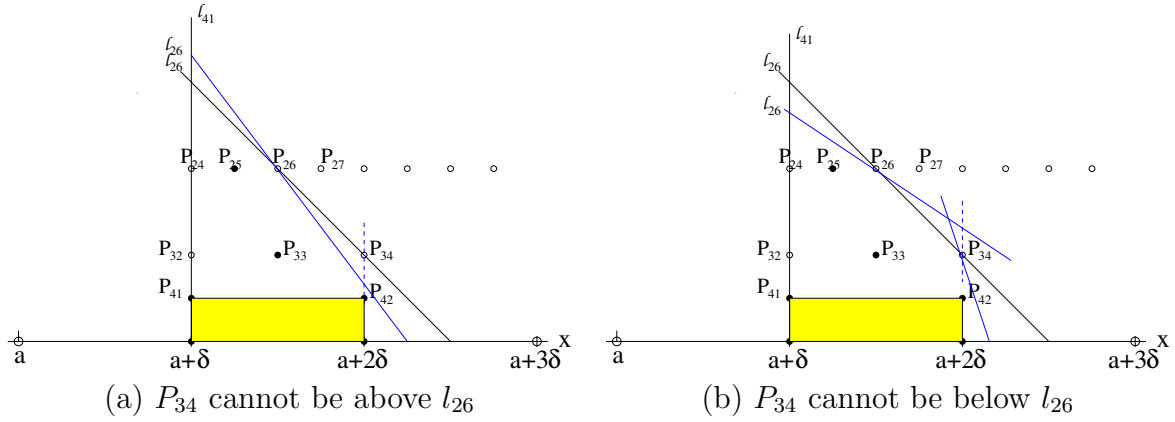 l41 l41
l26
l26 l26
l26
P24 P25 P26 P27 P24 P25 P26 P27
P32 P33 P34 P32 P33 P34
P41 P42 P41 P42
x x
a a+δ a+2δ a+3δ a a+δ a+2δ a+3δ
(a) P34 cannot be above l26 (b) P34 cannot be below l26